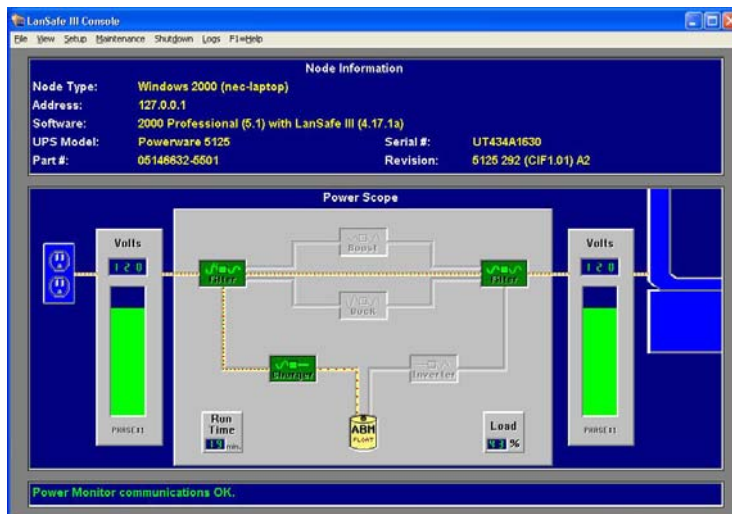 LanSafe III Console
File View Setup Maintenance Shutdown Logs F1=Help
Node Information
Node Type: Windows 2000 (nec-laptop)
Address: 127.0.0.1
Software: 2000 Professional (5.1) with LanSafe III (4.17.1a)
UPS Model: Powerware 5125 Serial #: UT434A1630
Part #: 05146632-5501 Revision: 5125 292 (CIF1.01) A2
Power Scope
Volts
120
Volts
120
Boost
Filter
Filter
Buck
Charger
Inverter
Run
Time
19 min.
ABM
FLOAT
Load
%
PHASE #1
PHASE #1
Power Monitor communications OK.